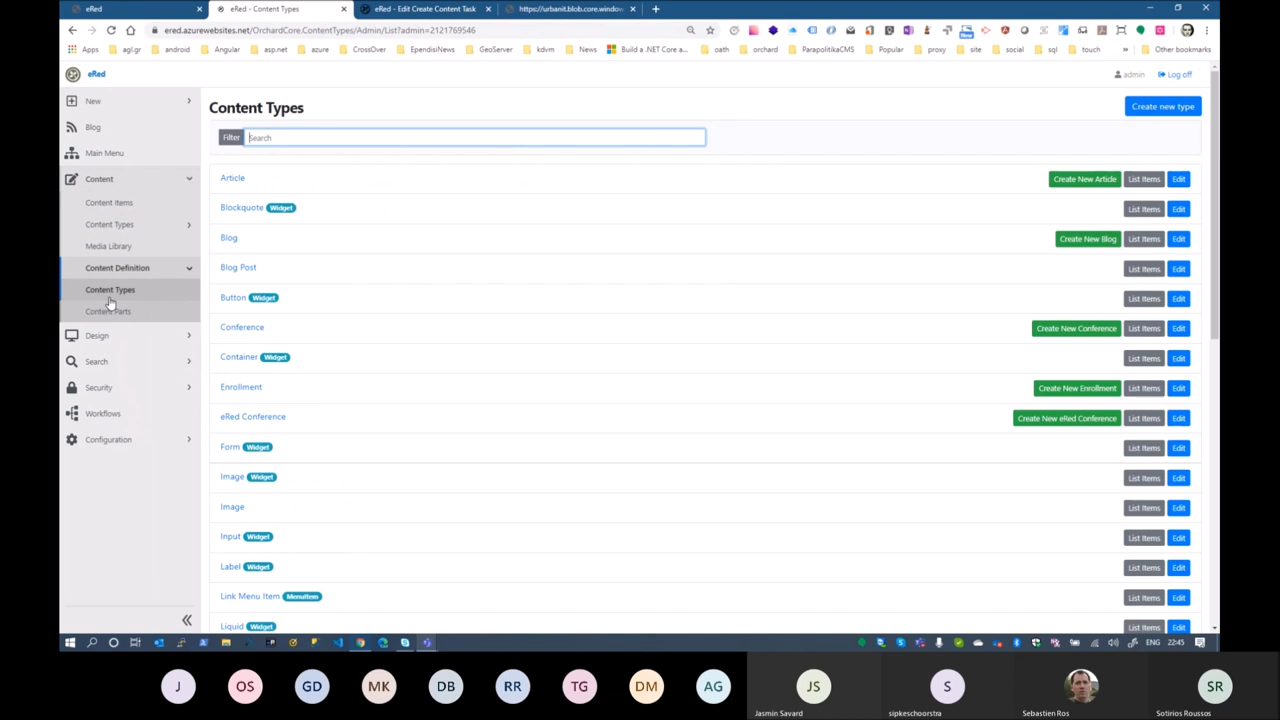 eRed
eRed - Content Types
eRed - Edit Create Content Task
https://urbanit.blob.core.window
ered.azurewebsites.net/OrchardCore.ContentTypes/Admin/List?admin=2121769546
Apps
agl.gr
android
Angular
asp.net
azure
CrossOver
EpendisiNews
GeoServer
kdvm
News
Build a .NET Core a...
oath
orchard
ParapolitikaCMS
Popular
proxy
site
social
sql
touch
Other bookmarks
eRed
admin
Log off
New
Blog
Main Menu
Content
Content Items
Content Types
Media Library
Content Definition
Content Types
Content Parts
Design
Search
Security
Workflows
Configuration
Content Types
Create new type
Filter
Search
Article
Create New Article
List Items
Edit
Blockquote
Widget
List Items
Edit
Blog
Create New Blog
List Items
Edit
Blog Post
List Items
Edit
Button
Widget
List Items
Edit
Conference
Create New Conference
List Items
Edit
Container
Widget
List Items
Edit
Enrollment
Create New Enrollment
List Items
Edit
eRed Conference
Create New eRed Conference
List Items
Edit
Form
Widget
List Items
Edit
Image
Widget
List Items
Edit
Image
List Items
Edit
Input
Widget
List Items
Edit
Label
Widget
List Items
Edit
Link Menu Item
MenuItem
List Items
Edit
Liquid
Widget
List Items
Edit
ENG
22:45
J
OS
GD
MK
DB
RR
TG
DM
AG
JS
S
SR
Jasmin Savard
sipkeschoorstra
Sebastien Ros
Sotirios Roussos